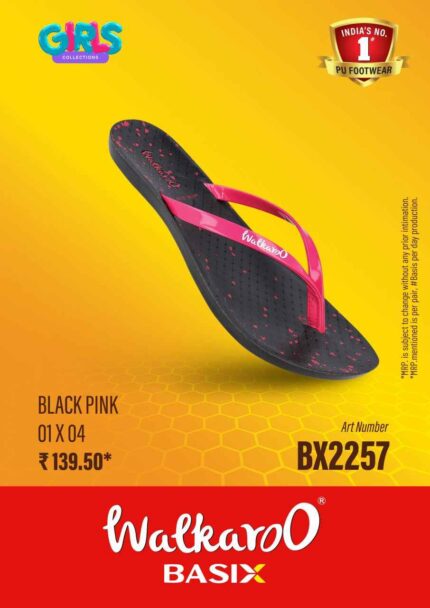 GIRLS
COLLECTIONS
INDIA'S NO.
1*
PU FOOTWEAR
Walkaroo
Walkaroo
*MRP. is subject to change without any prior intimation.
*MRP.mentioned is per pair. #Basis per day production.
BLACK PINK
01 X 04
₹ 139.50*
Art Number
BX2257
Walkaroo®
BASIX